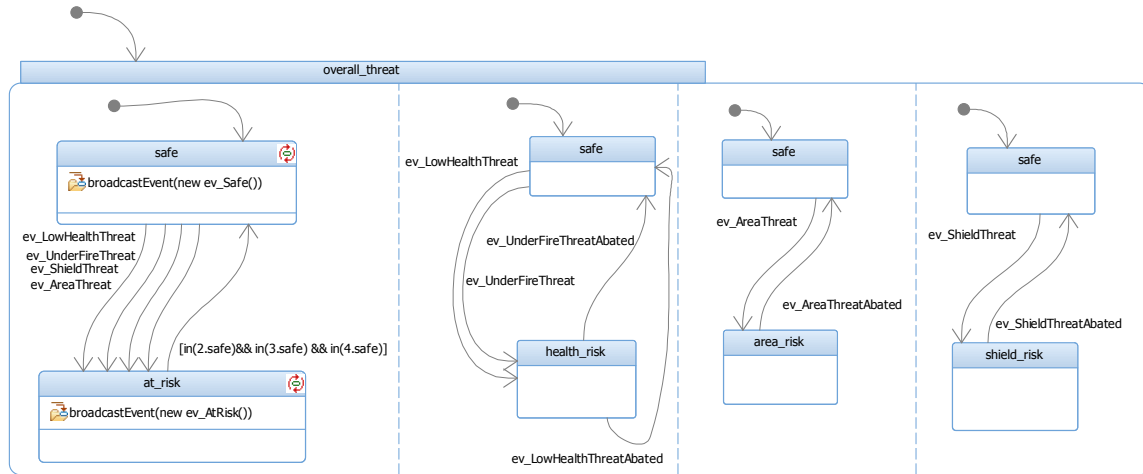 overall_threat
safe
broadcastEvent(new ev_Safe())
ev_LowHealthThreat
ev_UnderFireThreat
ev_ShieldThreat
ev_AreaThreat
[in(2.safe)&& in(3.safe) && in(4.safe)]
at_risk
broadcastEvent(new ev_AtRisk())
safe
ev_LowHealthThreat
ev_UnderFireThreatAbated
ev_UnderFireThreat
health_risk
ev_LowHealthThreatAbated
safe
ev_AreaThreat
ev_AreaThreatAbated
area_risk
safe
ev_ShieldThreat
ev_ShieldThreatAbated
shield_risk